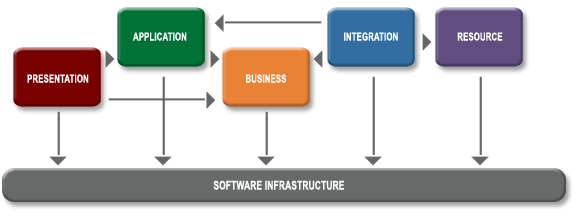 APPLICATION
INTEGRATION
RESOURCE
PRESENTATION
BUSINESS
SOFTWARE INFRASTRUCTURE